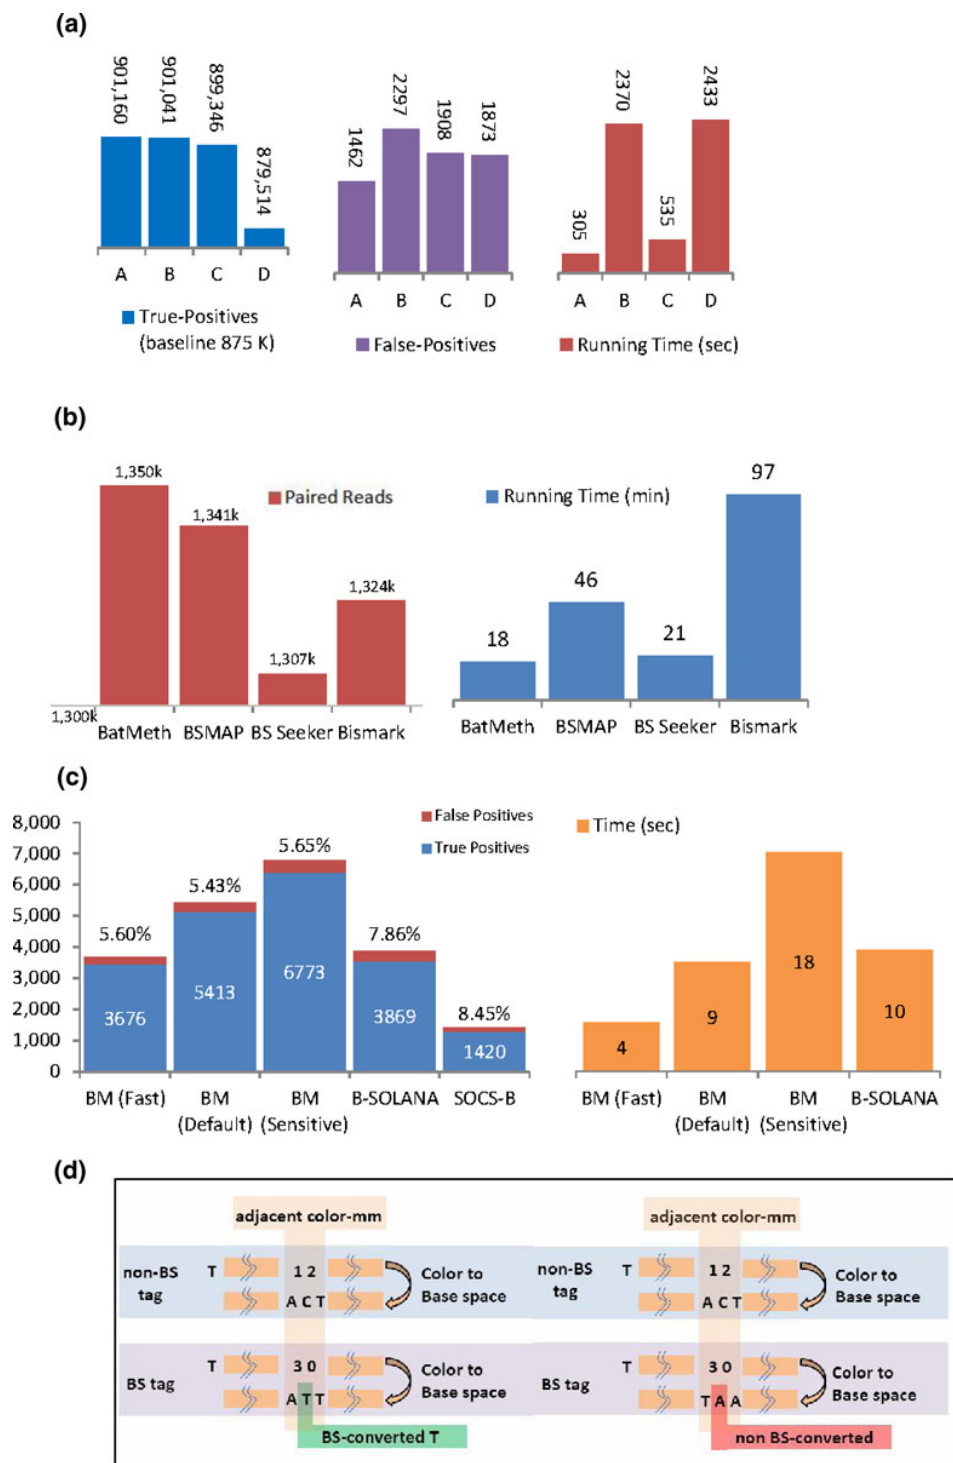 (a)
901,160
901,041
899,346
879,514
A B C D
True-Positives
(baseline 875 K)
1462
2297
1908
1873
A B C D
False-Positives
305
2370
535
2433
A B C D
Running Time (sec)
(b)
1,350k
1,341k
1,307k
1,324k
1,300k
Paired Reads
BatMeth BSMAP BS Seeker Bismark
Running Time (min)
18
46
21
97
BatMeth BSMAP BS Seeker Bismark
(c)
8,000
7,000
6,000
5,000
4,000
3,000
2,000
1,000
0
False Positives
True Positives
5.60%
5.43%
5.65%
7.86%
8.45%
3676
5413
6773
3869
1420
BM (Fast) BM BM B-SOLANA SOCS-B
(Default) (Sensitive)
Time (sec)
4
9
18
10
BM (Fast) BM BM B-SOLANA
(Default) (Sensitive)
(d)
adjacent color-mm
non-BS
tag
T
1 2
A C T
Color to
Base space
BS tag
T
3 0
A T T
Color to
Base space
BS-converted T
adjacent color-mm
non-BS
tag
T
1 2
A C T
Color to
Base space
BS tag
T
3 0
T A A
Color to
Base space
non BS-converted